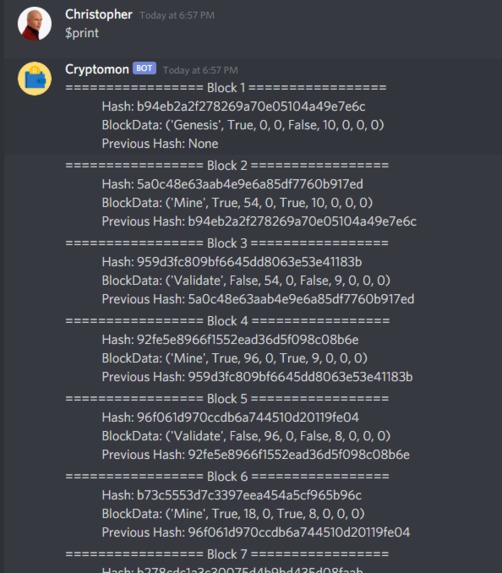 Christopher Today at 6:57 PM
$print
Cryptomon BOT Today at 6:57 PM
================= Block 1 =================
Hash: b94eb2a2f278269a70e05104a49e7e6c
BlockData: ('Genesis', True, 0, 0, False, 10, 0, 0, 0)
Previous Hash: None
================= Block 2 =================
Hash: 5a0c48e63aab4e9e6a85df7760b917ed
BlockData: ('Mine', True, 54, 0, True, 10, 0, 0, 0)
Previous Hash: b94eb2a2f278269a70e05104a49e7e6c
================= Block 3 =================
Hash: 959d3fc809bf6645dd8063e53e41183b
BlockData: ('Validate', False, 54, 0, False, 9, 0, 0, 0)
Previous Hash: 5a0c48e63aab4e9e6a85df7760b917ed
================= Block 4 =================
Hash: 92fe5e8966f1552ead36d5f098c08b6e
BlockData: ('Mine', True, 96, 0, True, 9, 0, 0, 0)
Previous Hash: 959d3fc809bf6645dd8063e53e41183b
================= Block 5 =================
Hash: 96f061d970ccdb6a744510d20119fe04
BlockData: ('Validate', False, 96, 0, False, 8, 0, 0, 0)
Previous Hash: 92fe5e8966f1552ead36d5f098c08b6e
================= Block 6 =================
Hash: b73c5553d7c3397eea454a5cf965b96c
BlockData: ('Mine', True, 18, 0, True, 8, 0, 0, 0)
Previous Hash: 96f061d970ccdb6a744510d20119fe04
================= Block 7 =================
Hash: